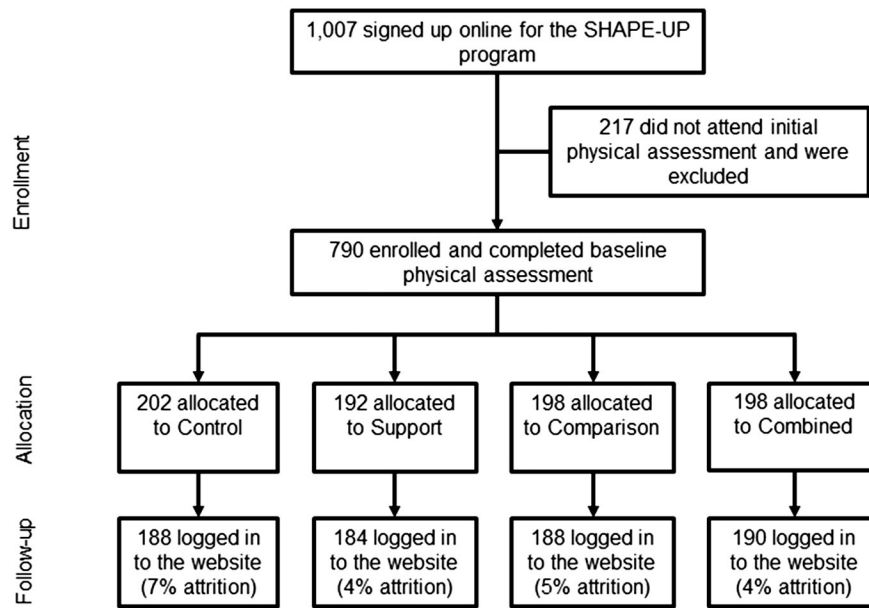 1,007 signed up online for the SHAPE-UP
program
Enrollment
217 did not attend initial
physical assessment and were
excluded
790 enrolled and completed baseline
physical assessment
Allocation
202 allocated
to Control
192 allocated
to Support
198 allocated
to Comparison
198 allocated
to Combined
Follow-up
188 logged in
to the website
(7% attrition)
184 logged in
to the website
(4% attrition)
188 logged in
to the website
(5% attrition)
190 logged in
to the website
(4% attrition)